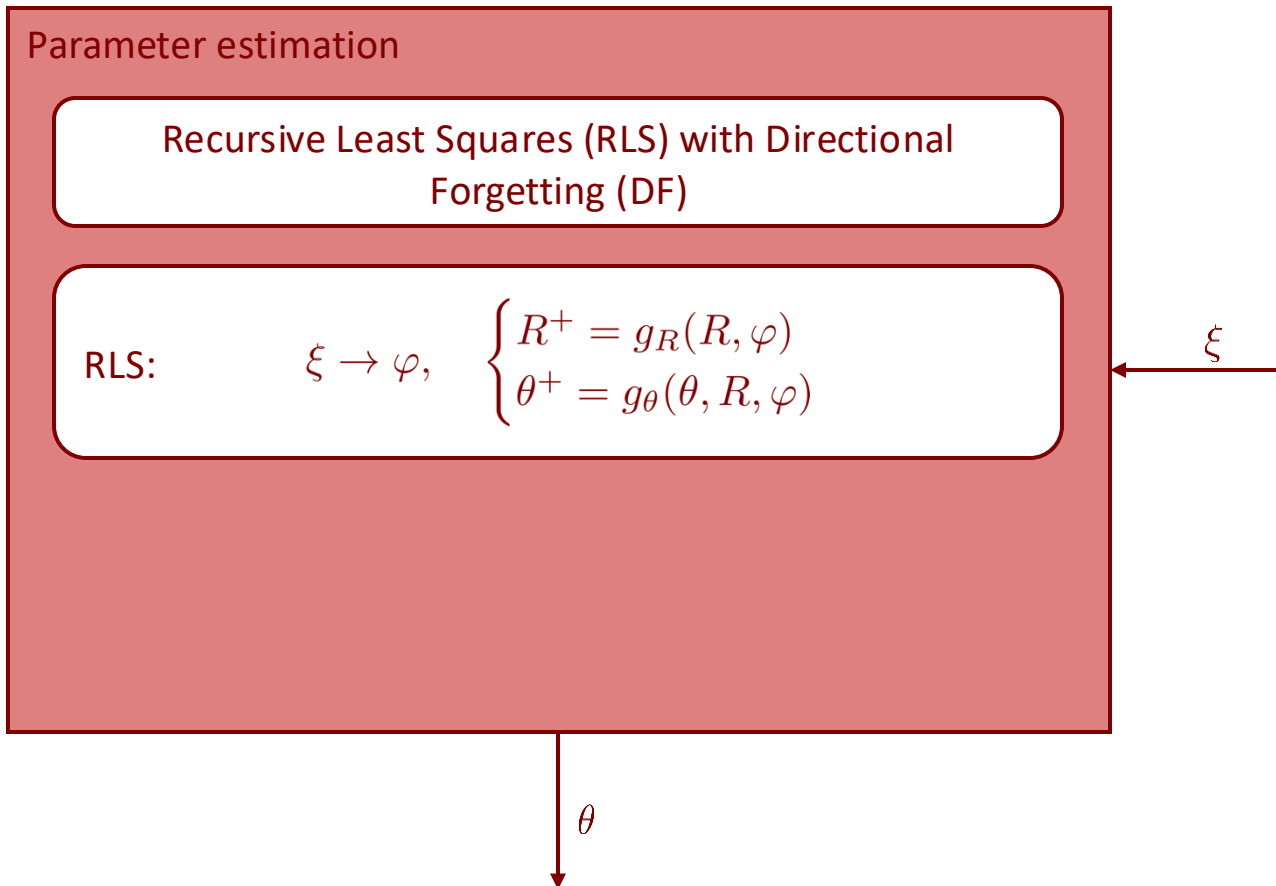 Parameter estimation
Recursive Least Squares (RLS) with Directional
Forgetting (DF)
RLS: ξ → φ, { R⁺ = g_R(R, φ)
θ⁺ = g_θ(θ, R, φ)
ξ
θ